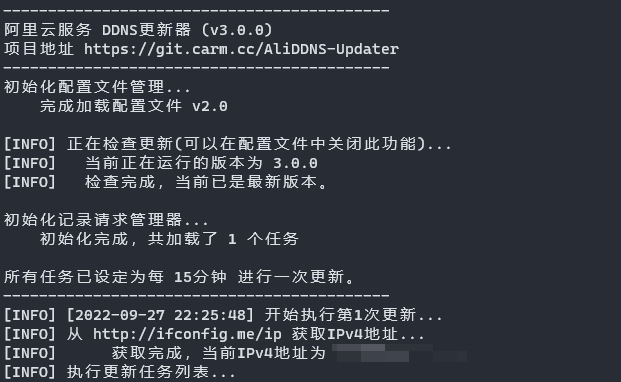 ------------------------------------------
阿里云服务 DDNS更新器 (v3.0.0)
项目地址 https://git.carm.cc/AliDDNS-Updater
------------------------------------------
初始化配置文件管理...
完成加载配置文件 v2.0
[INFO] 正在检查更新(可以在配置文件中关闭此功能)...
[INFO] 当前正在运行的版本为 3.0.0
[INFO] 检查完成，当前已是最新版本。
初始化记录请求管理器...
初始化完成，共加载了 1 个任务
所有任务已设定为每 15分钟 进行一次更新。
------------------------------------------
[INFO] [2022-09-27 22:25:48] 开始执行第1次更新...
[INFO] 从 http://ifconfig.me/ip 获取IPv4地址...
[INFO] 获取完成，当前IPv4地址为
[INFO] 执行更新任务列表...